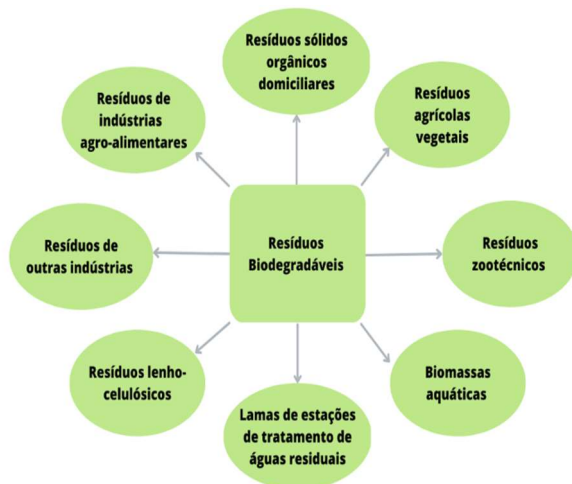 Resíduos sólidos
orgânicos
domiciliares
Resíduos
agrícolas
vegetais
Resíduos
zootécnicos
Biomassas
aquáticas
Lamas de estações
de tratamento de
águas residuais
Resíduos lenho-
celulósicos
Resíduos de
outras indústrias
Resíduos de
indústrias
agro-alimentares
Resíduos
Biodegradáveis